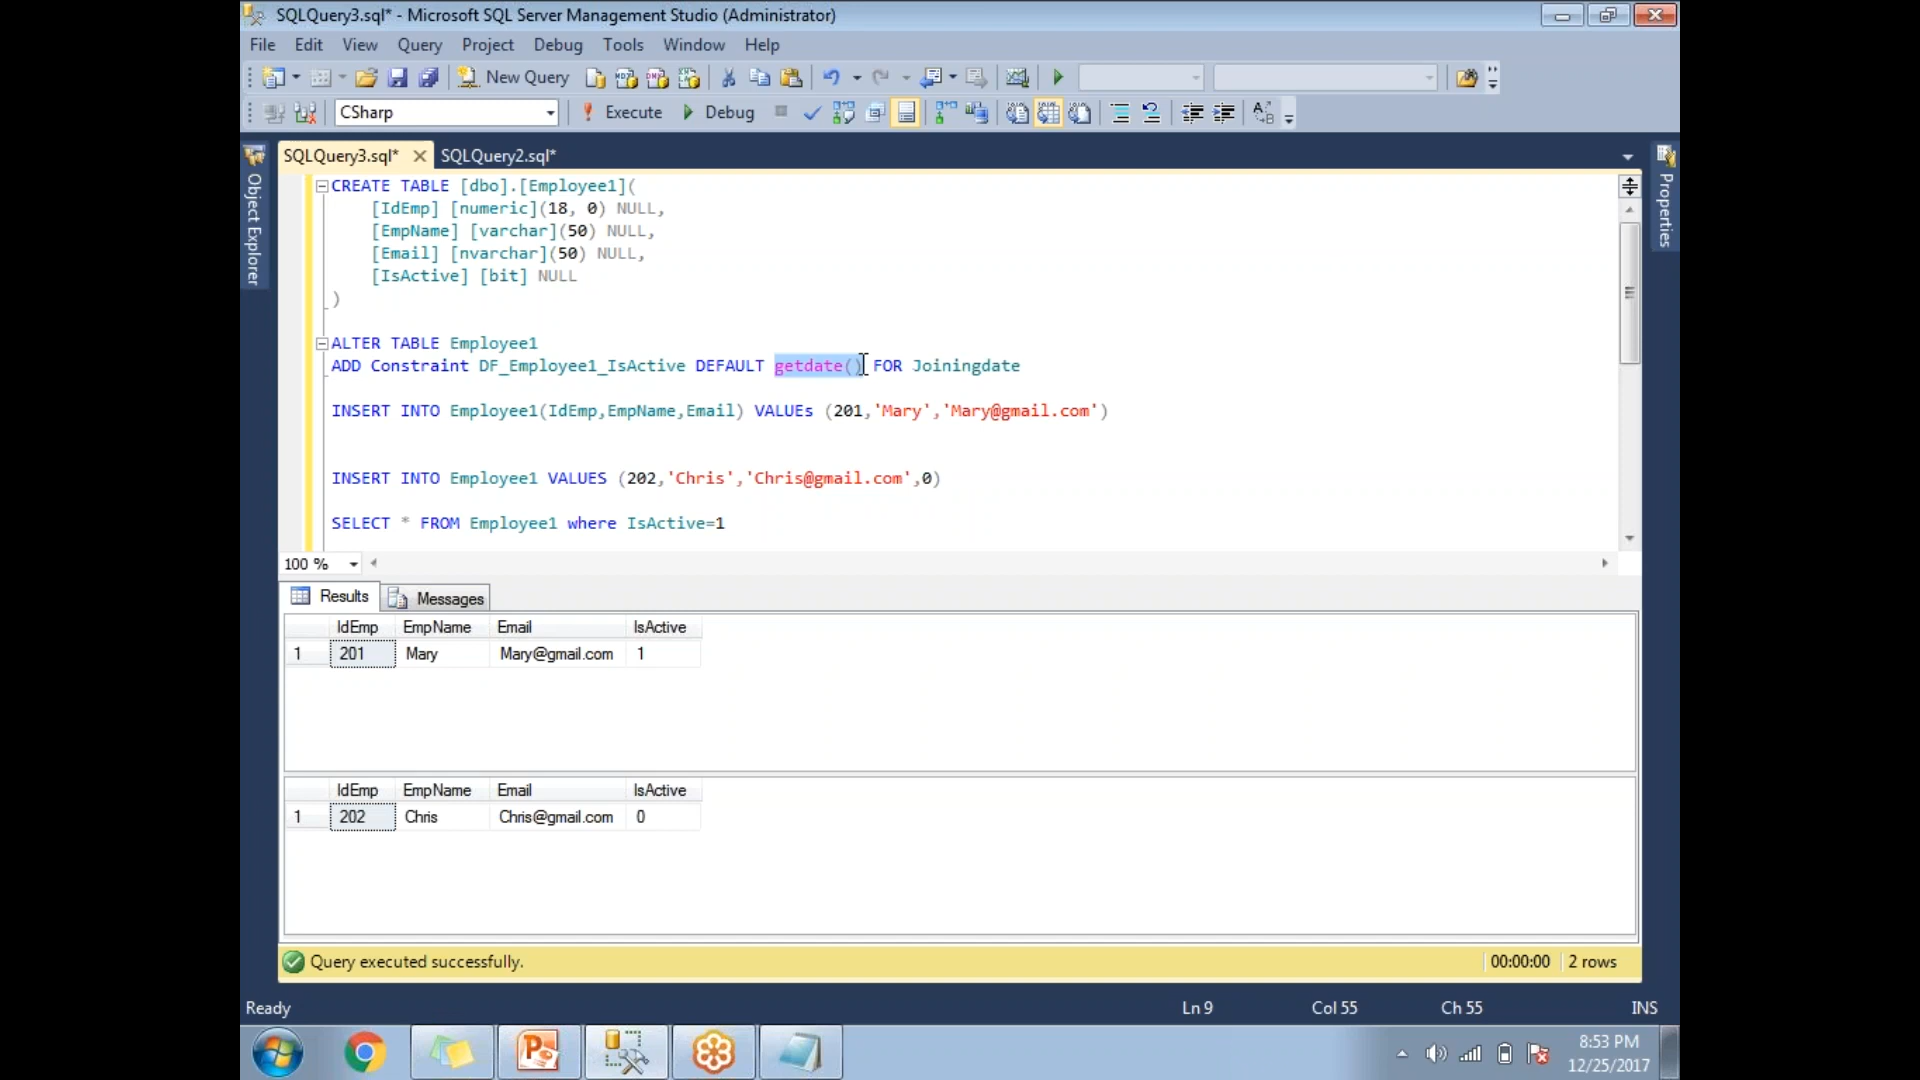 SQLQuery3.sql* - Microsoft SQL Server Management Studio (Administrator)
File Edit View Query Project Debug Tools Window Help
New Query
CSharp Execute Debug
SQLQuery3.sql* SQLQuery2.sql*
Object Explorer
Properties
CREATE TABLE [dbo].[Employee1](
[IdEmp] [numeric](18, 0) NULL,
[EmpName] [varchar](50) NULL,
[Email] [nvarchar](50) NULL,
[IsActive] [bit] NULL
)
ALTER TABLE Employee1
ADD Constraint DF_Employee1_IsActive DEFAULT getdate() FOR Joiningdate
INSERT INTO Employee1(IdEmp,EmpName,Email) VALUEs (201,'Mary','Mary@gmail.com')
INSERT INTO Employee1 VALUES (202,'Chris','Chris@gmail.com',0)
SELECT * FROM Employee1 where IsActive=1
100 %
Results Messages
IdEmp EmpName Email IsActive
1 201 Mary Mary@gmail.com 1
IdEmp EmpName Email IsActive
1 202 Chris Chris@gmail.com 0
Query executed successfully. 00:00:00 2 rows
Ready Ln 9 Col 55 Ch 55 INS
8:53 PM
12/25/2017